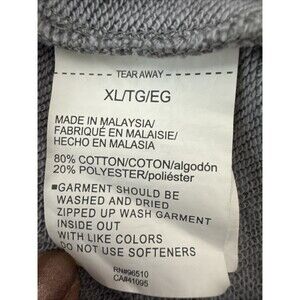 TEAR AWAY
XL/TG/EG
MADE IN MALAYSIA/
FABRIQUÉ EN MALAISIE/
HECHO EN MALASIA
80% COTTON/COTON/algodón
20% POLYESTER/poliéster
■GARMENT SHOULD BE
WASHED AND DRIED
ZIPPED UP WASH GARMENT
INSIDE OUT
WITH LIKE COLORS
DO NOT USE SOFTENERS
RN#96510
CA#41095